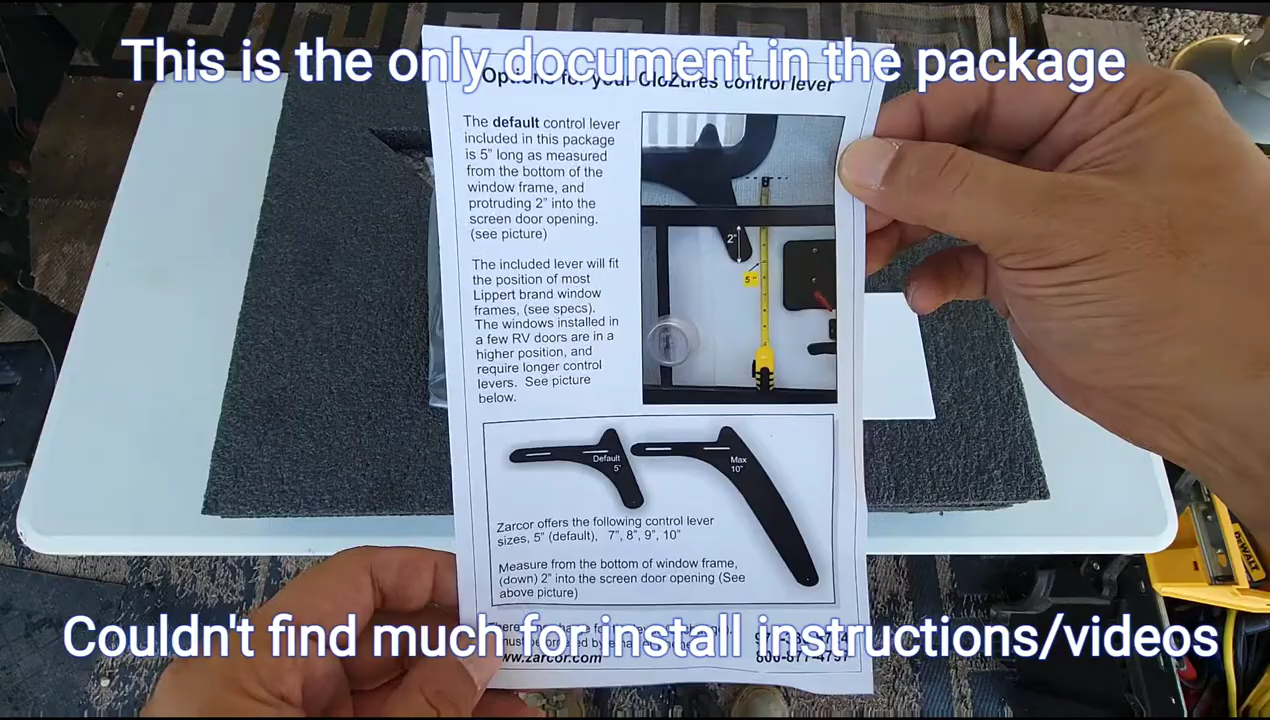 This is the only document in the package
Options for your CloZures control lever
The default control lever
included in this package
is 5" long as measured
from the bottom of the
window frame, and
protruding 2" into the
screen door opening.
(see picture)
The included lever will fit
the position of most
Lippert brand window
frames, (see specs).
The windows installed in
a few RV doors are in a
higher position, and
require longer control
levers. See picture
below.
2"
5"
Default
5"
Max
10"
Zarcor offers the following control lever
sizes, 5" (default), 7", 8", 9", 10"
Measure from the bottom of window frame,
(down) 2" into the screen door opening (See
above picture)
Couldn't find much for install instructions/videos
www.zarcor.com
DEWALT